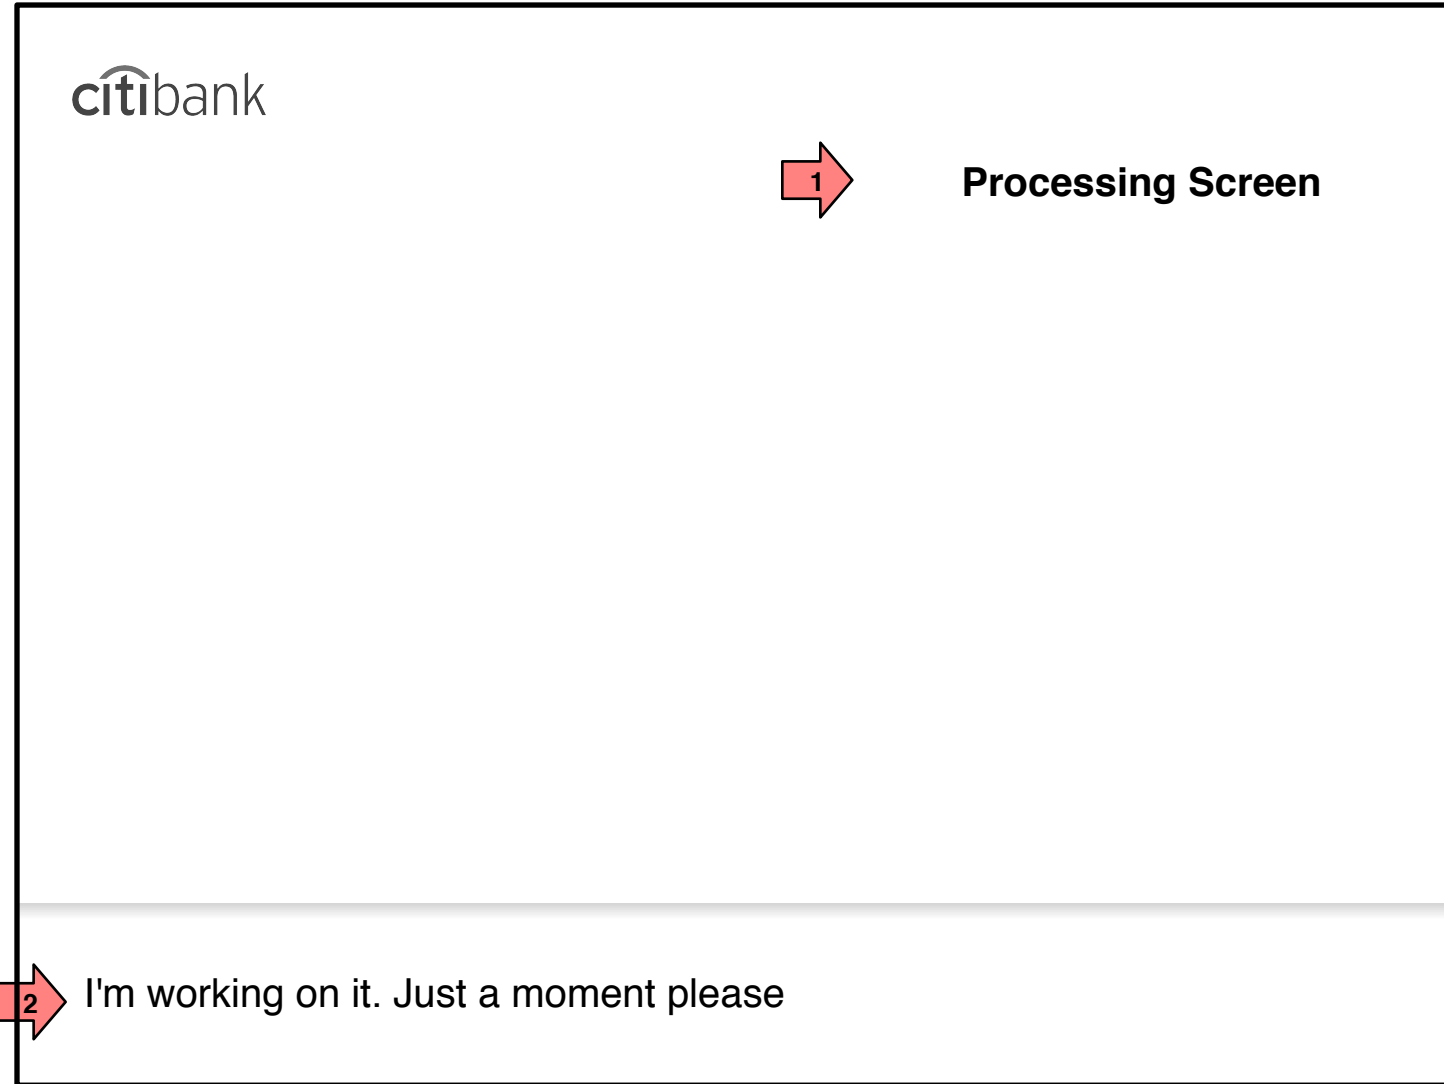 citibank
1
Processing Screen
2
I'm working on it. Just a moment please